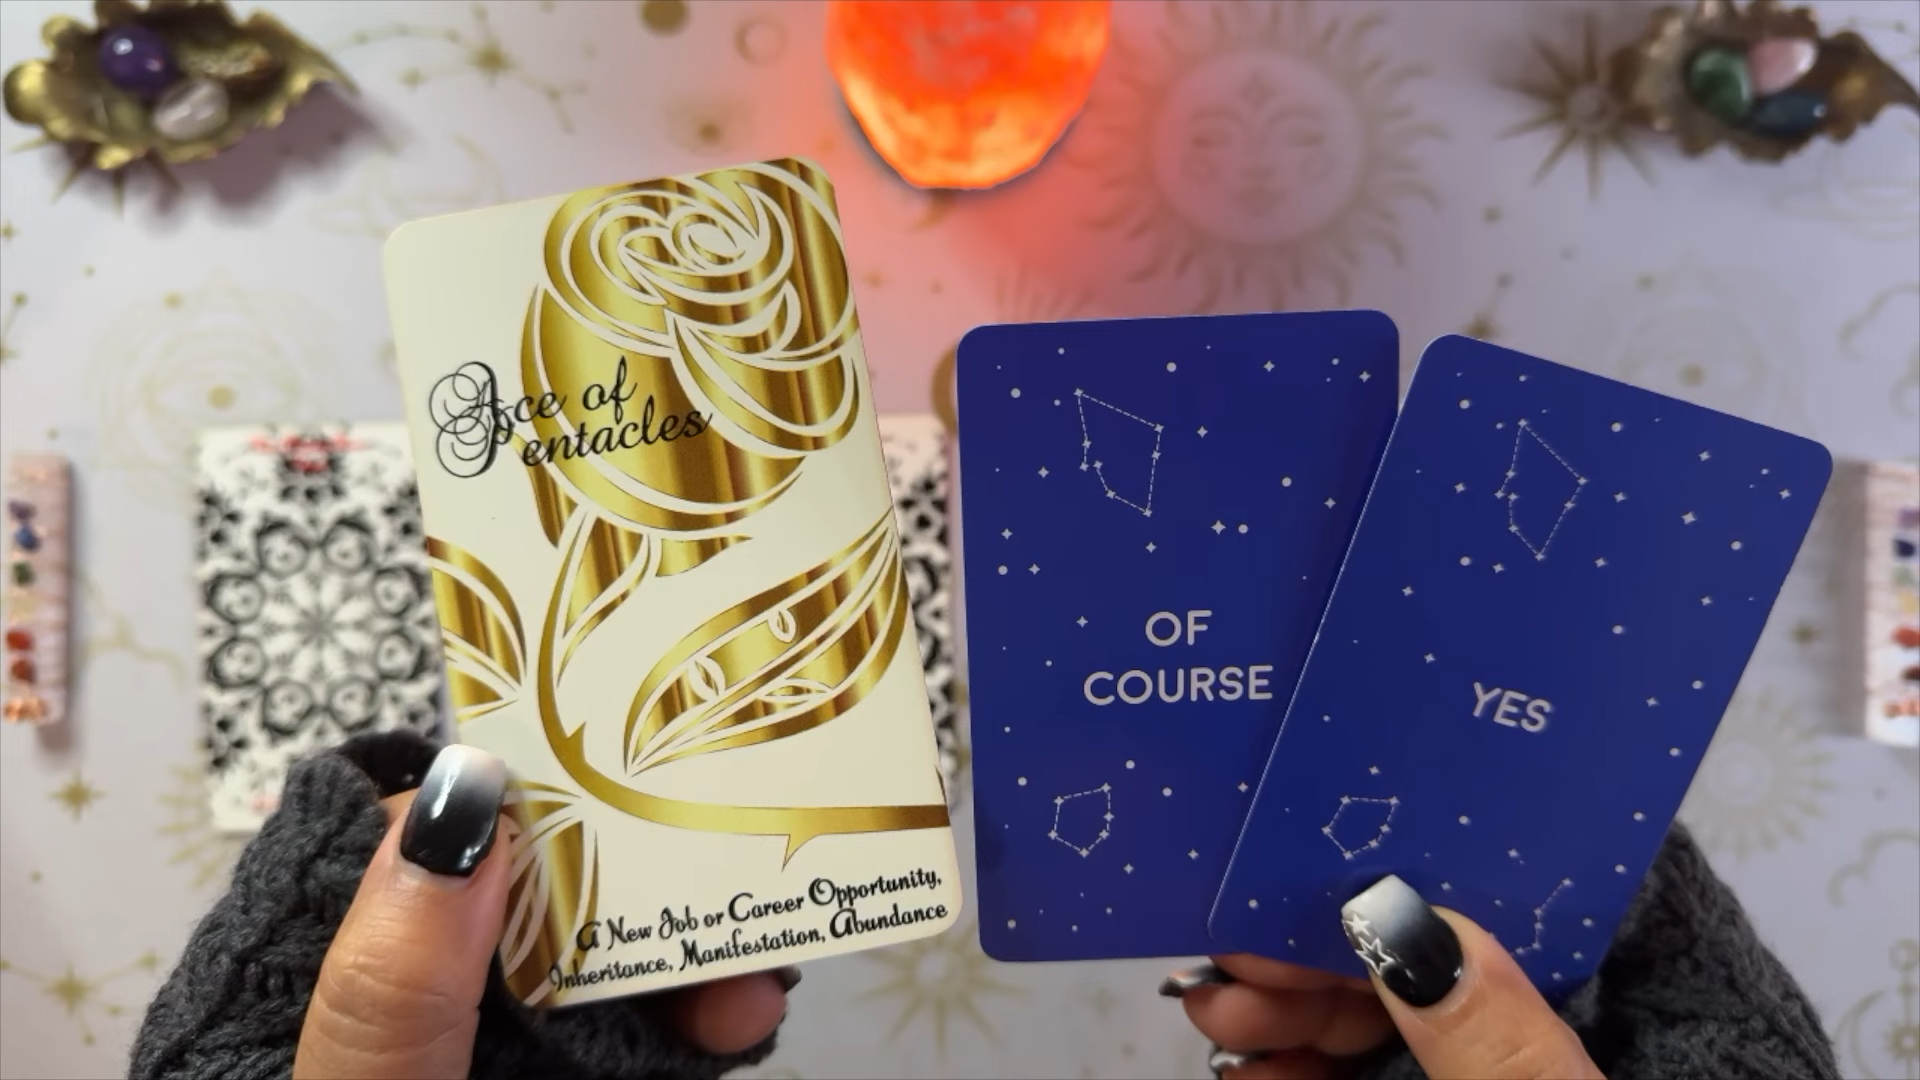 Ace of
Pentacles
A New Job or Career Opportunity,
Inheritance, Manifestation, Abundance
OF
COURSE
YES